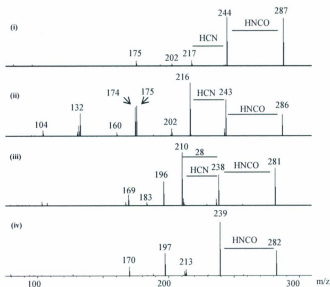 (i)
287
244
HCN
HNCO
175
202
217
(ii)
216
174
175
HCN
243
HNCO
286
132
104
160
202
(iii)
210
28
196
HCN
238
HNCO
281
169
183
239
(iv)
HNCO
282
197
170
213
100
200
300
m/z